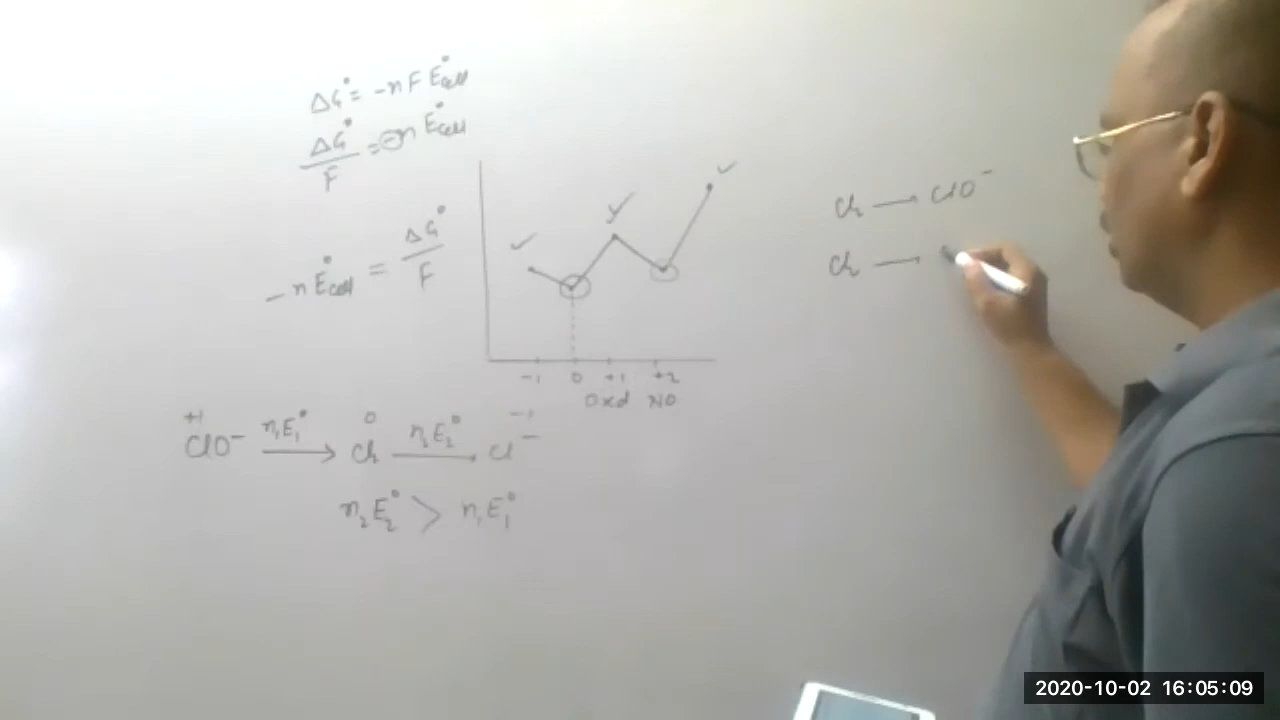 ΔG° = -nFE°cell
ΔG°/F = -nE°cell
-nE°cell = ΔG°/F
-1 0 +1 +2
Oxd NO
+1 0 -1
ClO⁻ n₁E₁° → Cl₂ n₂E₂° → Cl⁻
n₂E₂° > n₁E₁°
Cl₂ → ClO⁻
Cl₂ →
2020-10-02 16:05:09